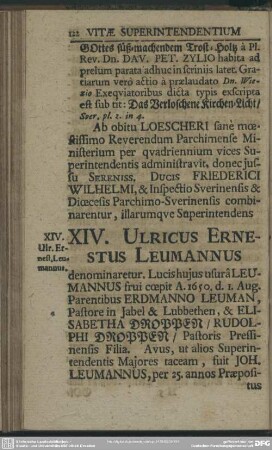 122 VITÆ SUPERINTENDENTIUM
GOttes süß-machendem Trost-Holtz à Pl.
Rev. Dn. DAV. PET. ZYLIO habita ad
prelum parata adhuc in scriniis latet. Gra-
tiarum verò actio à prælaudato Dn.
Exeqviatoribus dicta typis exscripta
est sub tit: Das Verloschene Kirchen-Licht/
Sver. pl. 2. in 4.
Ab obitu LOESCHERI sanè mœ-
stissimo Reverendum Parchimense Mi-
nisterium per qvadriennium vices Su-
perintendentis administravit, donec jus-
su SERENISS. DUCIS FRIEDERICI
WILHELMI, & Inspectio Sverinensis &
Diœcesis Parchimo-Sverinensis combi-
narentur, illarumqve Superintendens
XIV.
Ulr. Er-
nest. Leu-
mannus.
XIV. ULRICUS ERNE-
STUS LEUMANNUS
denominaretur. Lucis hujus usurâ LEU-
MANNUS frui cœpit A. 1650. d. 1. Aug.
Parentibus ERDMANNO LEUMAN,
Pastore in Jabel & Lubbethen, & ELI-
SABETHA DROPPEN/ RUDOL-
PHI DROPPEN/ Pastoris Pressi-
nensis Filia. Avus, ut alios Superin-
tendentis Majores taceam, fuit JOH.
LEUMANNUS, per 25. annos Præposi-
tus